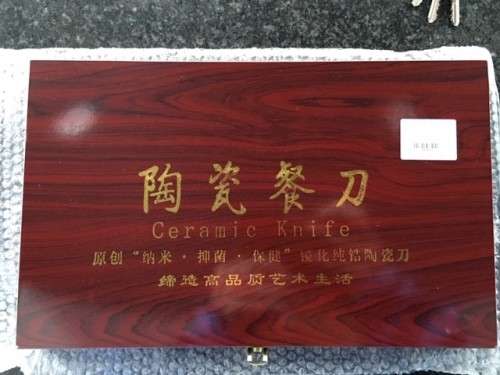 陶瓷餐刀
Ceramic Knife
原创“纳米·抑菌·保健”镁化纯锆陶瓷刀
缔造高品质艺术生活